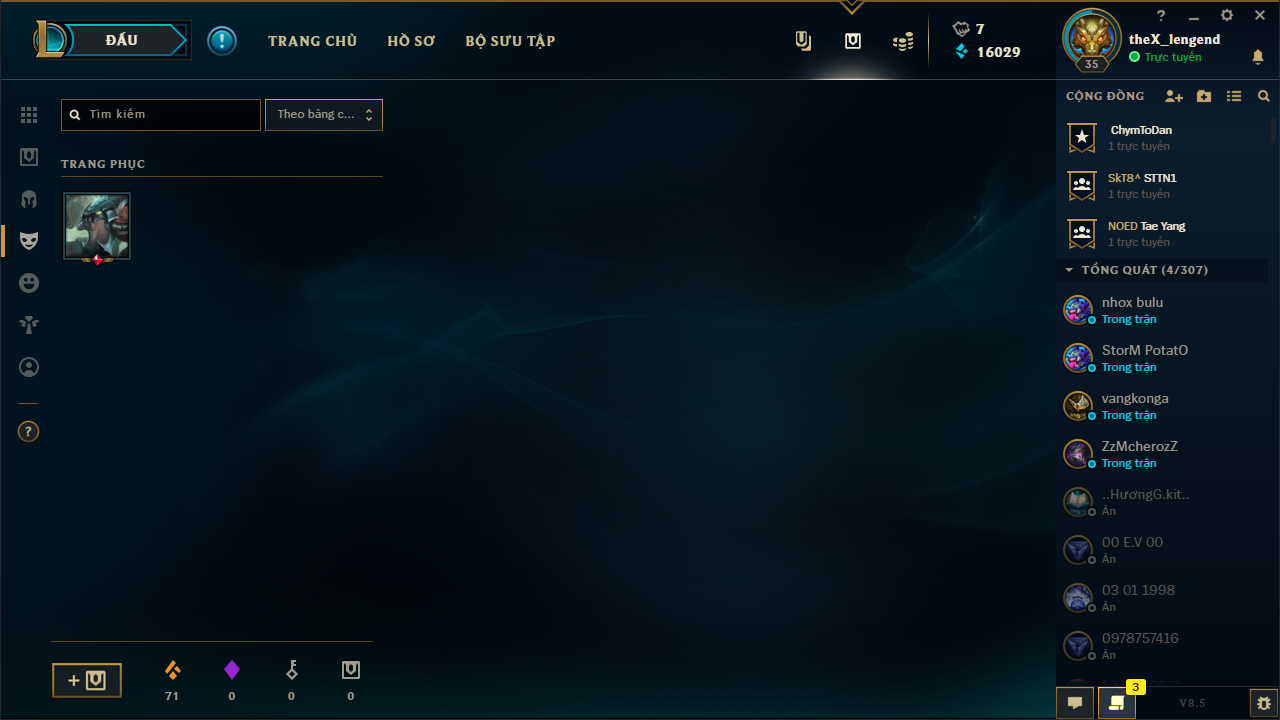 ĐẤU
!
TRANG CHỦ
HỒ SƠ
BỘ SƯU TẬP
7
16029
35
?
theX_lengend
Trực tuyến
Tìm kiếm
Theo bảng c...
TRANG PHỤC
?
71
0
0
0
CỘNG ĐỒNG
ChymToDan
1 trực tuyến
SkT8^ STTN1
1 trực tuyến
NOED Tae Yang
1 trực tuyến
TỔNG QUÁT (4/307)
nhox bulu
Trong trận
StorM PotatO
Trong trận
vangkonga
Trong trận
ZzMcherozZ
Trong trận
..HươngG.kit..
Ẩn
00 E.V 00
Ẩn
03 01 1998
Ẩn
0978757416
Ẩn
3
V8.5